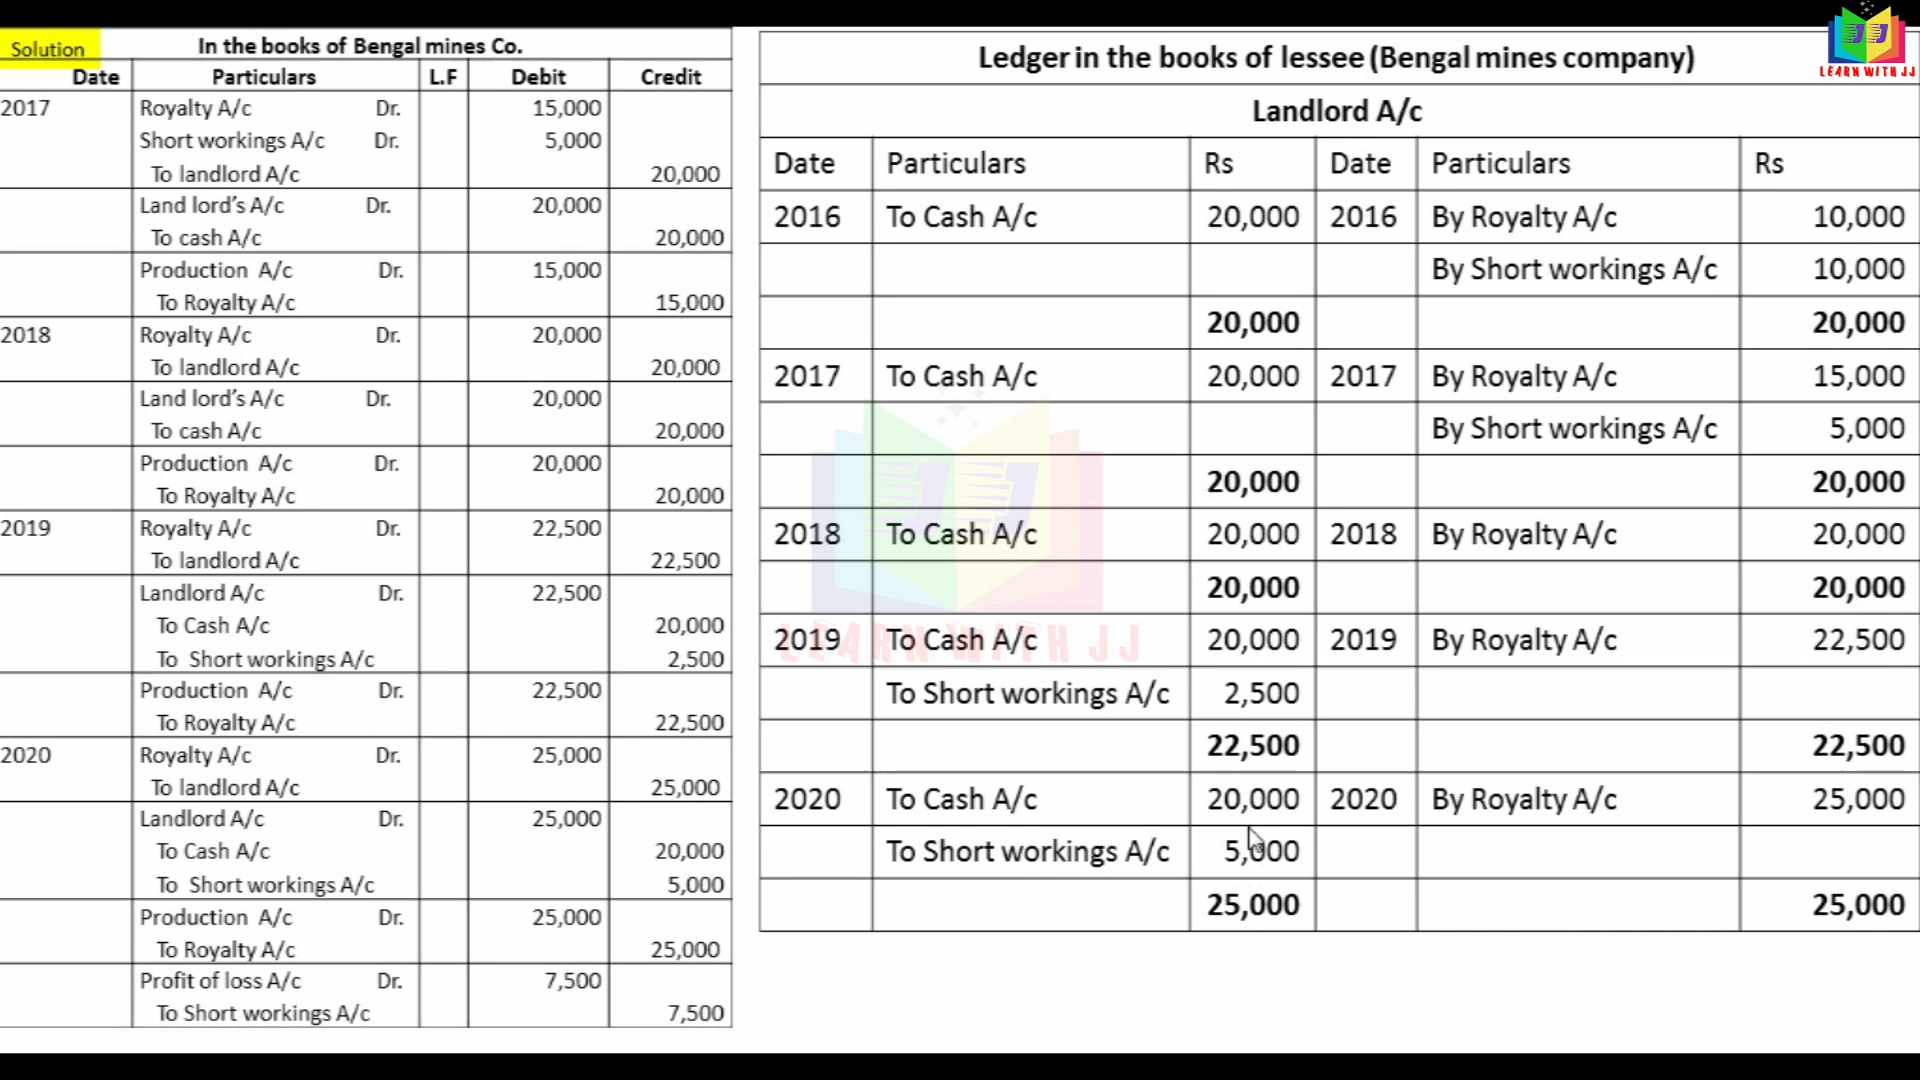 Solution
In the books of Bengal mines Co.
Date Particulars L.F Debit Credit
2017 Royalty A/c Dr. 15,000
Short workings A/c Dr. 5,000
To landlord A/c 20,000
Land lord's A/c Dr. 20,000
To cash A/c 20,000
Production A/c Dr. 15,000
To Royalty A/c 15,000
2018 Royalty A/c Dr. 20,000
To landlord A/c 20,000
Land lord's A/c Dr. 20,000
To cash A/c 20,000
Production A/c Dr. 20,000
To Royalty A/c 20,000
2019 Royalty A/c Dr. 22,500
To landlord A/c 22,500
Landlord A/c Dr. 22,500
To Cash A/c 20,000
To Short workings A/c 2,500
Production A/c Dr. 22,500
To Royalty A/c 22,500
2020 Royalty A/c Dr. 25,000
To landlord A/c 25,000
Landlord A/c Dr. 25,000
To Cash A/c 20,000
To Short workings A/c 5,000
Production A/c Dr. 25,000
To Royalty A/c 25,000
Profit of loss A/c Dr. 7,500
To Short workings A/c 7,500
Ledger in the books of lessee (Bengal mines company)
Landlord A/c
Date Particulars Rs Date Particulars Rs
2016 To Cash A/c 20,000 2016 By Royalty A/c 10,000
By Short workings A/c 10,000
20,000 20,000
2017 To Cash A/c 20,000 2017 By Royalty A/c 15,000
By Short workings A/c 5,000
20,000 20,000
2018 To Cash A/c 20,000 2018 By Royalty A/c 20,000
20,000 20,000
2019 To Cash A/c 20,000 2019 By Royalty A/c 22,500
To Short workings A/c 2,500
22,500 22,500
2020 To Cash A/c 20,000 2020 By Royalty A/c 25,000
To Short workings A/c 5,000
25,000 25,000
JJ
LEARN WITH JJ
JJ
LEARN WITH JJ